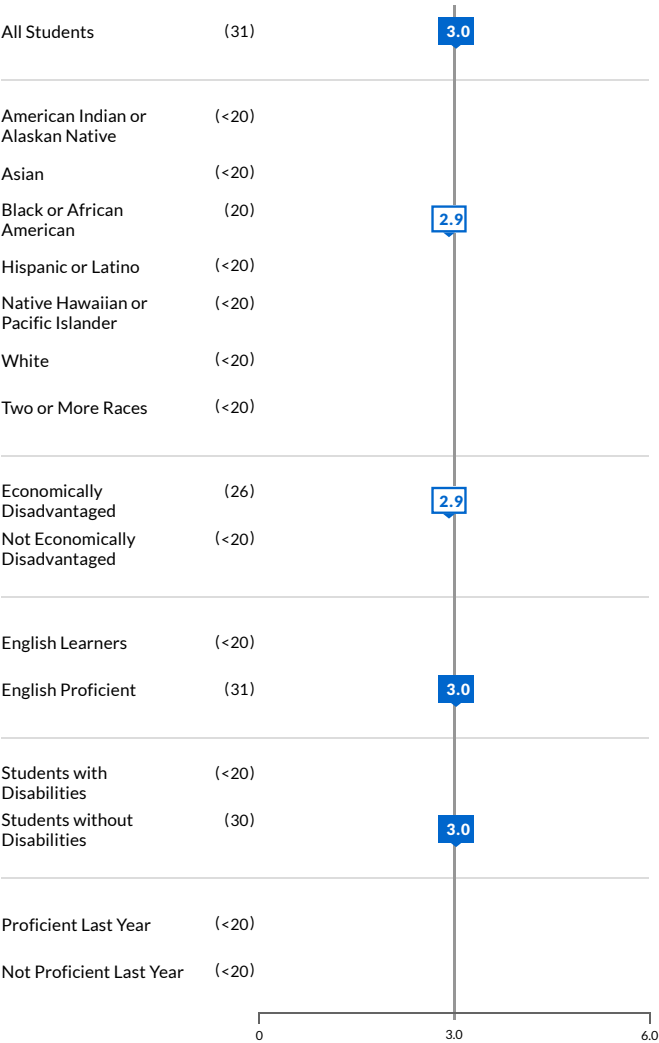 All Students (31) 3.0
American Indian or (<20)
Alaskan Native
Asian (<20)
Black or African (20) 2.9
American
Hispanic or Latino (<20)
Native Hawaiian or (<20)
Pacific Islander
White (<20)
Two or More Races (<20)
Economically (26) 2.9
Disadvantaged
Not Economically (<20)
Disadvantaged
English Learners (<20)
English Proficient (31) 3.0
Students with (<20)
Disabilities
Students without (30) 3.0
Disabilities
Proficient Last Year (<20)
Not Proficient Last Year (<20)
0 3.0 6.0